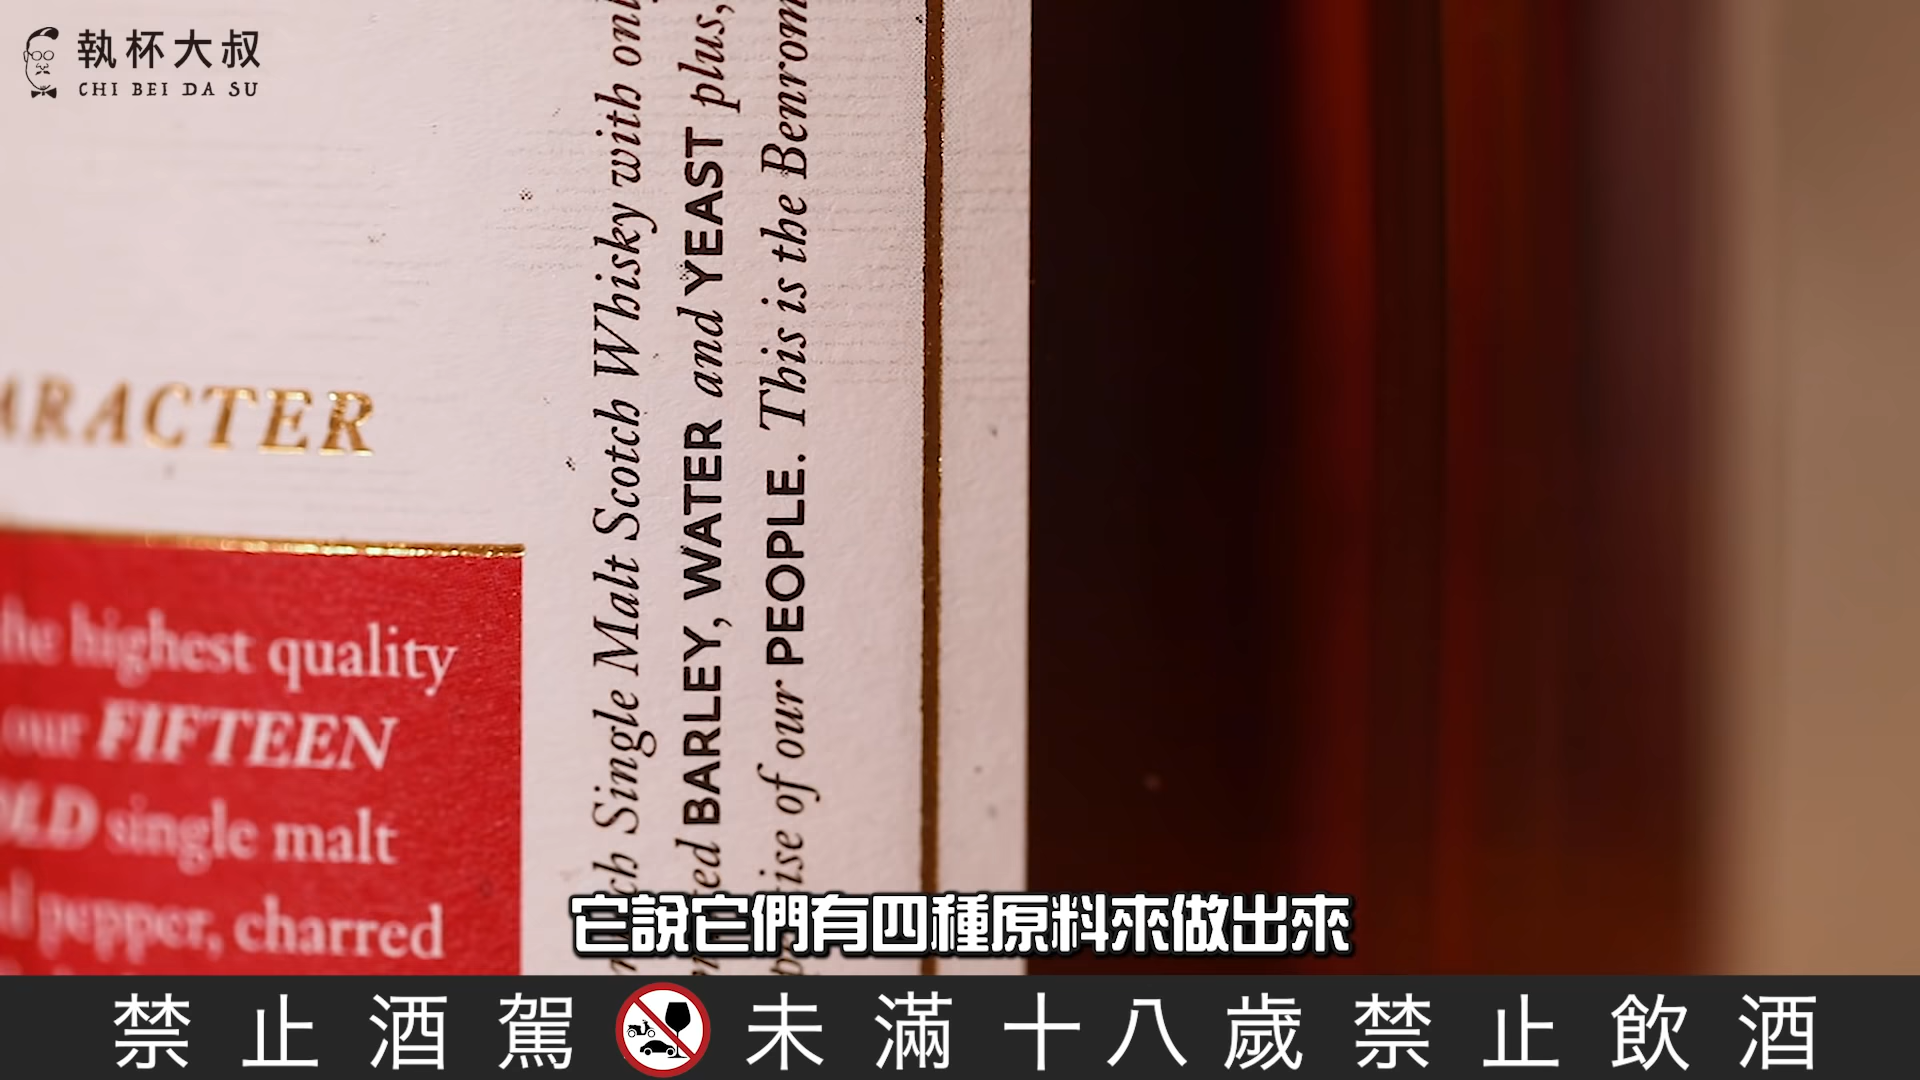 執杯大叔
CHI BEI DA SU
ARACTER
he highest quality
our FIFTEEN
OLD single malt
pepper, charred
Single Malt Scotch Whisky with only
BARLEY, WATER and YEAST plus,
of our PEOPLE. This is the Benrom
它說它們有四種原料來做出來
禁止酒駕 未滿十八歲禁止飲酒